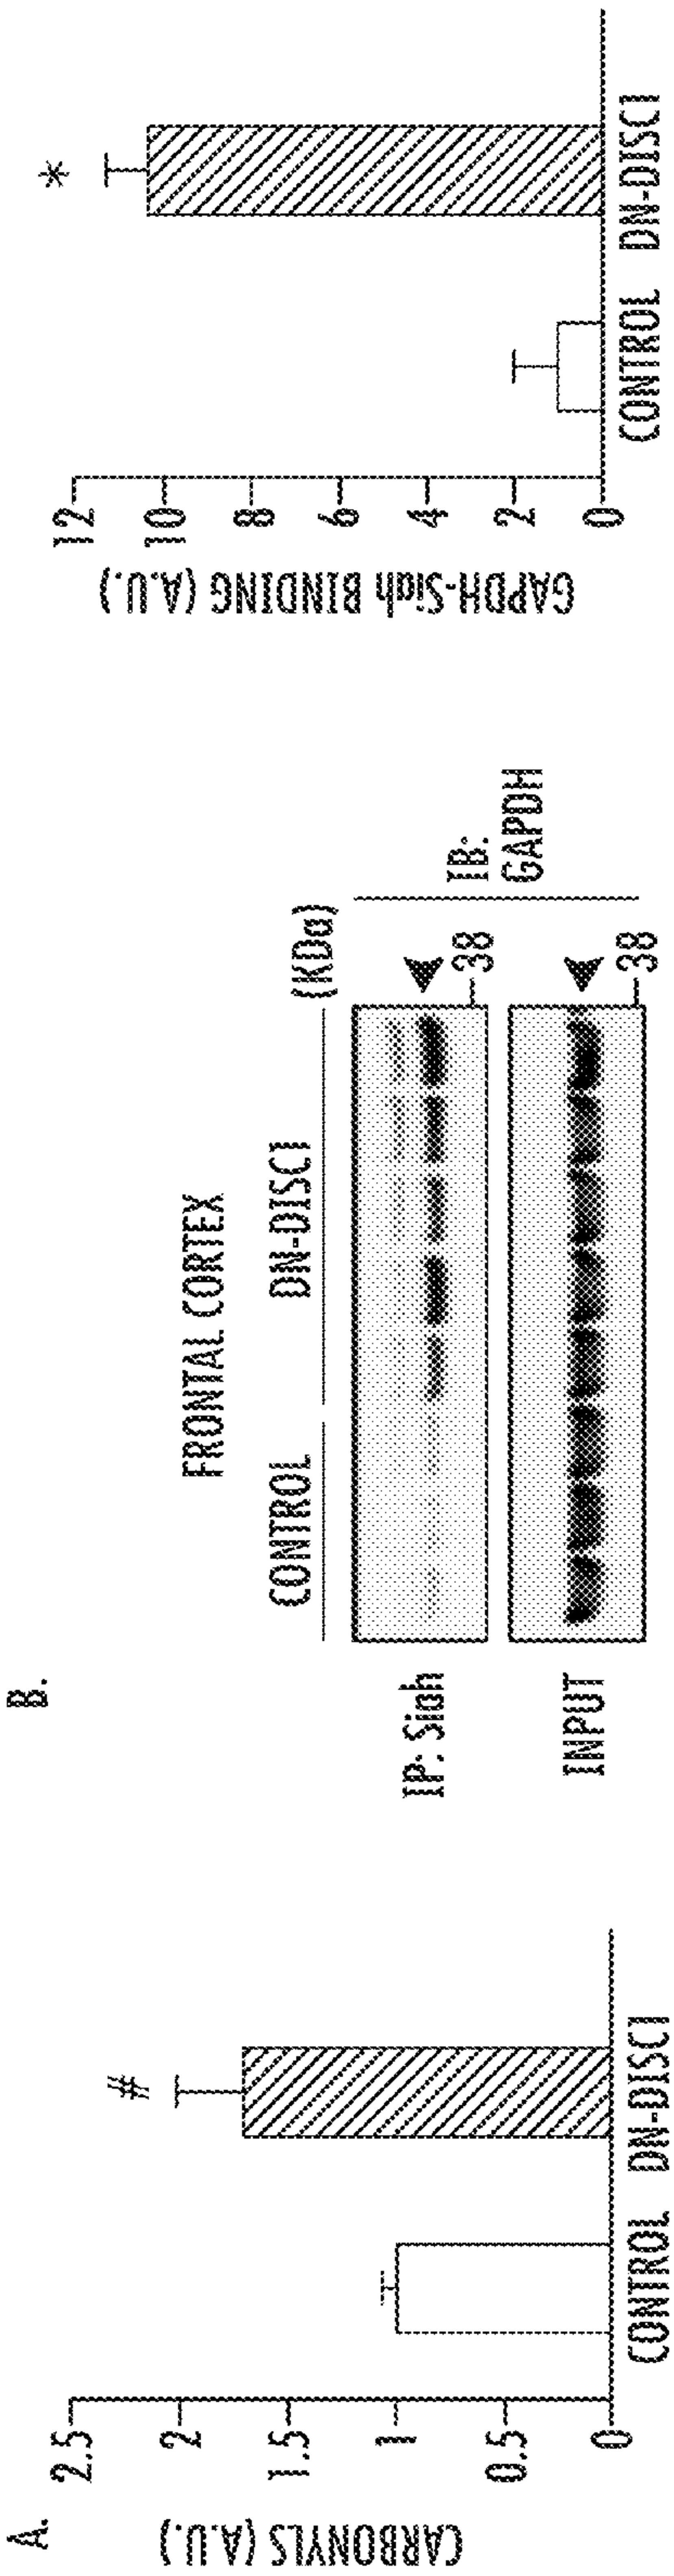 A.
CARBONYLS (A.U.)
2.5
2
1.5
1
0.5
0
#
CONTROL DN-DISC1
B.
FRONTAL CORTEX
CONTROL DN-DISC1
(KDa)
IP: Siah
38
INPUT
38
IB:
GAPDH
GAPDH-Siah BINDING (A.U.)
12
10
8
6
4
2
0
*
CONTROL DN-DISC1